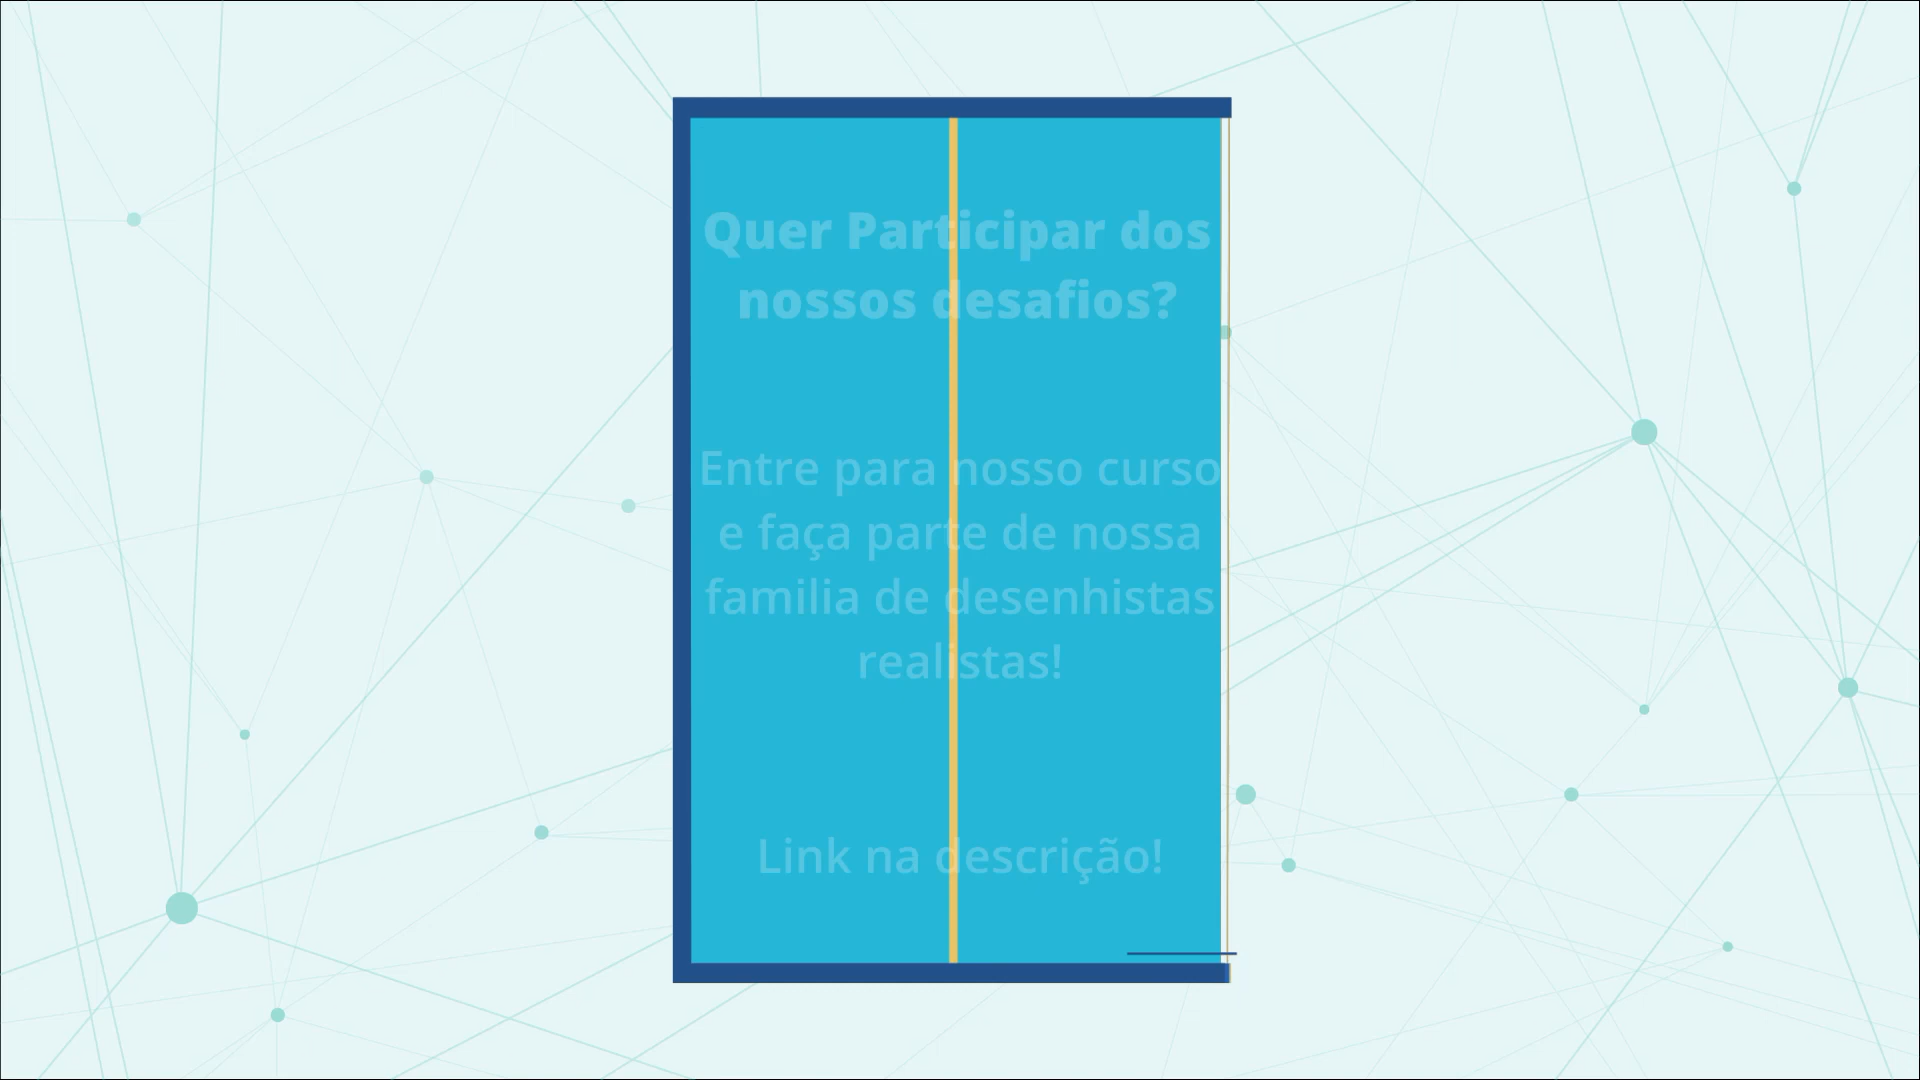 Quer Participar dos
nossos desafios?
Entre para nosso curso
e faça parte de nossa
familia de desenhistas
realistas!
Link na descrição!